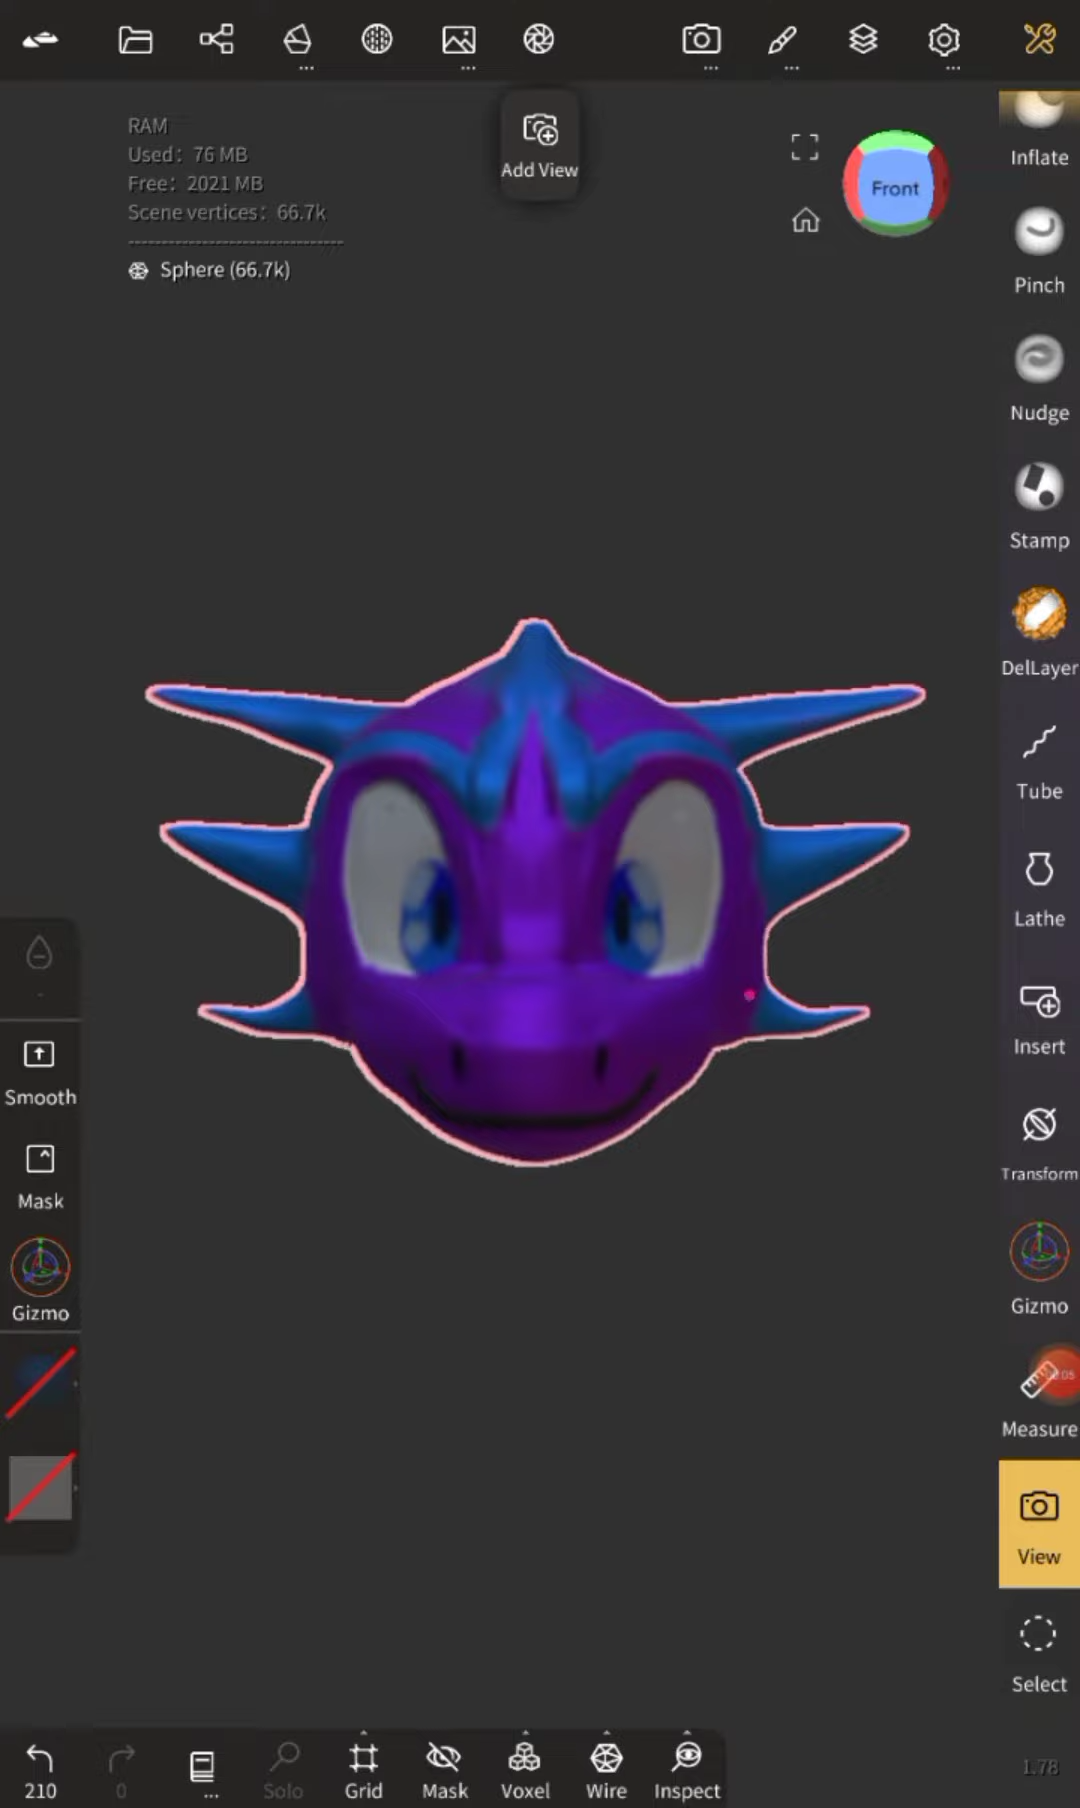 RAM
Used: 76 MB
Free: 2021 MB
Scene vertices: 66.7k
--------------------------------
Sphere (66.7k)
Add View
Front
Inflate
Pinch
Nudge
Stamp
DelLayer
Tube
Lathe
Insert
Transform
Gizmo
Measure
View
Select
1.78
Smooth
Mask
Gizmo
210
0
...
Solo
Grid
Mask
Voxel
Wire
Inspect